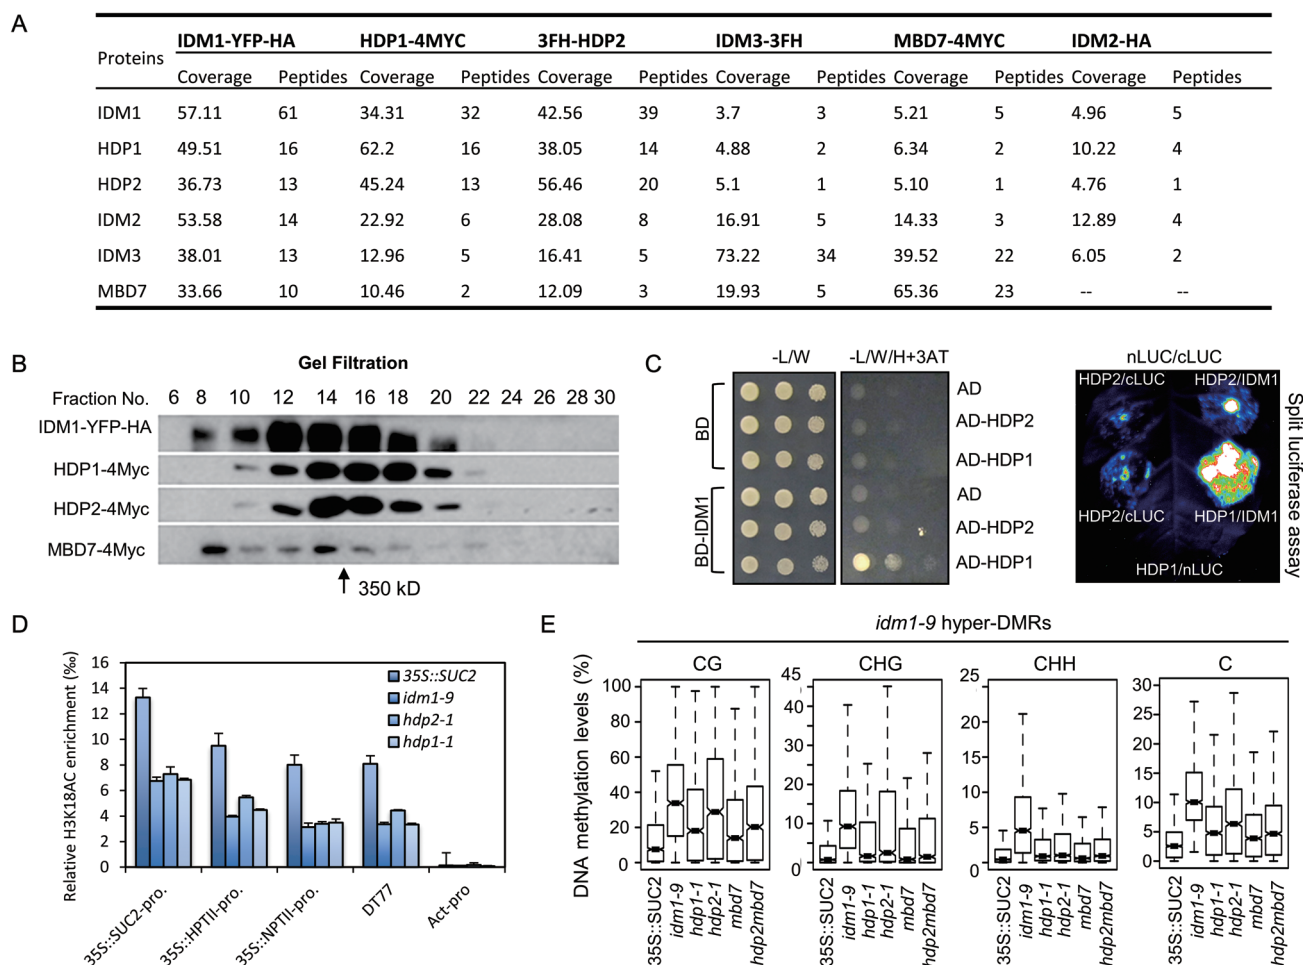 A
Proteins IDM1-YFP-HA HDP1-4MYC 3FH-HDP2 IDM3-3FH MBD7-4MYC IDM2-HA
Coverage Peptides Coverage Peptides Coverage Peptides Coverage Peptides Coverage Peptides Coverage Peptides
IDM1 57.11 61 34.31 32 42.56 39 3.7 3 5.21 5 4.96 5
HDP1 49.51 16 62.2 16 38.05 14 4.88 2 6.34 2 10.22 4
HDP2 36.73 13 45.24 13 56.46 20 5.1 1 5.10 1 4.76 1
IDM2 53.58 14 22.92 6 28.08 8 16.91 5 14.33 3 12.89 4
IDM3 38.01 13 12.96 5 16.41 5 73.22 34 39.52 22 6.05 2
MBD7 33.66 10 10.46 2 12.09 3 19.93 5 65.36 23 -- --
B
Gel Filtration
Fraction No. 6 8 10 12 14 16 18 20 22 24 26 28 30
IDM1-YFP-HA
HDP1-4Myc
HDP2-4Myc
MBD7-4Myc
350 kD
C
-L/W -L/W/H+3AT
BD
AD
AD-HDP2
AD-HDP1
BD-IDM1
AD
AD-HDP2
AD-HDP1
nLUC/cLUC
HDP2/cLUC HDP2/IDM1
HDP2/cLUC HDP1/IDM1
HDP1/nLUC
Split luciferase assay
D
Relative H3K18AC enrichment (‰)
16
14
12
10
8
6
4
2
0
35S::SUC2
idm1-9
hdp2-1
hdp1-1
35S::SUC2-pro. 35S::HPTII-pro. 35S::NPTII-pro. DT77 Act-pro
E
idm1-9 hyper-DMRs
DNA methylation levels (%)
CG
100
80
60
40
20
0
35S::SUC2 idm1-9 hdp1-1 hdp2-1 mbd7 hdp2mbd7
CHG
45
40
30
20
10
5
0
35S::SUC2 idm1-9 hdp1-1 hdp2-1 mbd7 hdp2mbd7
CHH
25
20
15
10
5
0
35S::SUC2 idm1-9 hdp1-1 hdp2-1 mbd7 hdp2mbd7
C
30
25
20
15
10
5
0
35S::SUC2 idm1-9 hdp1-1 hdp2-1 mbd7 hdp2mbd7